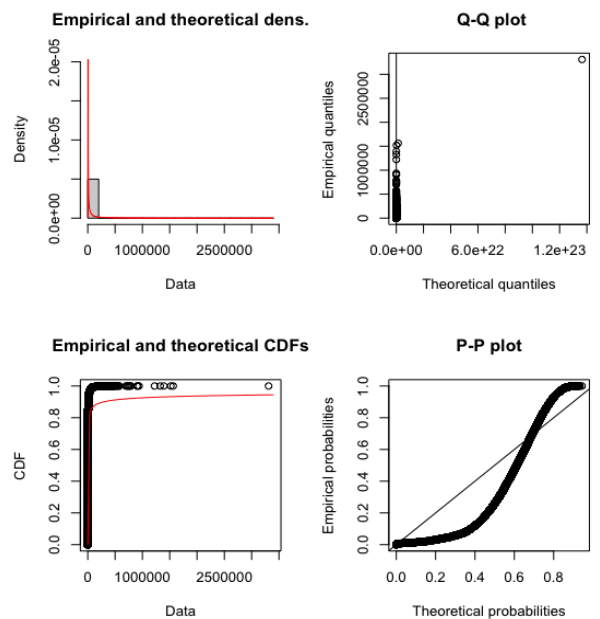 Empirical and theoretical dens.
Density
0.0e+00 1.0e-05 2.0e-05
0 1000000 2500000
Data
Q-Q plot
Empirical quantiles
0 1000000 2500000
0.0e+00 6.0e+22 1.2e+23
Theoretical quantiles
Empirical and theoretical CDFs
CDF
0.0 0.2 0.4 0.6 0.8 1.0
0 1000000 2500000
Data
P-P plot
Empirical probabilities
0.0 0.2 0.4 0.6 0.8 1.0
0.0 0.2 0.4 0.6 0.8
Theoretical probabilities